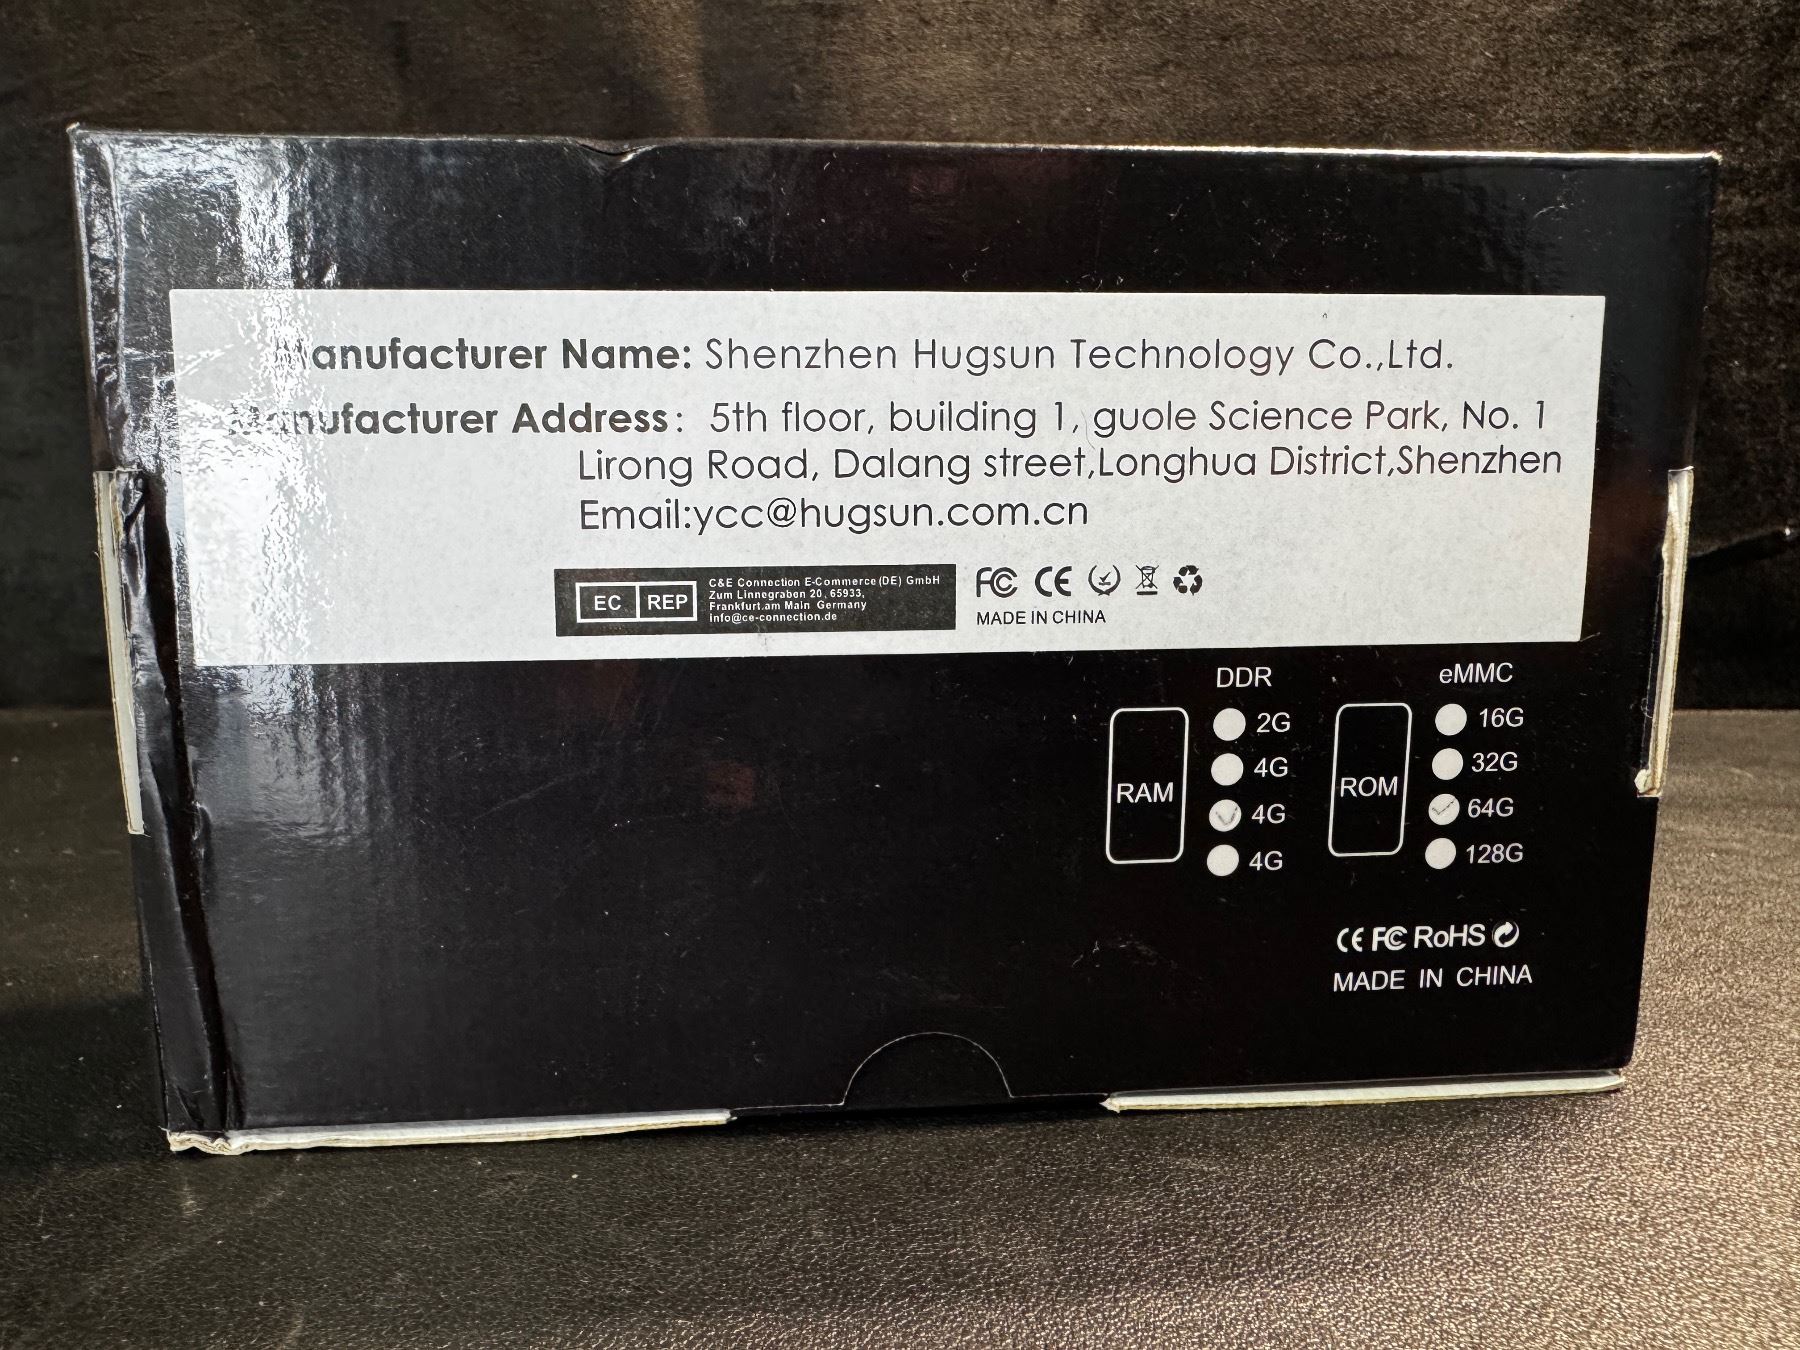 Manufacturer Name: Shenzhen Hugsun Technology Co.,Ltd.
Manufacturer Address: 5th floor, building 1, guole Science Park, No. 1
Lirong Road, Dalang street,Longhua District,Shenzhen
Email:ycc@hugsun.com.cn
EC REP
C&E Connection E-Commerce (DE) GmbH
Zum Linnegraben 20, 65933,
Frankfurt am Main Germany
info@ce-connection.de
FC CE
MADE IN CHINA
DDR eMMC
RAM ROM
2G 16G
4G 32G
4G 64G
4G 128G
CE FC RoHS
MADE IN CHINA